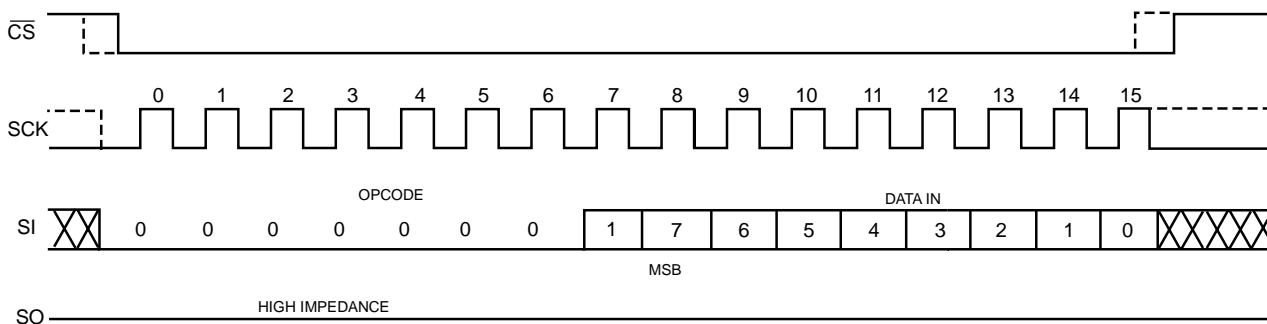 CS
0 1 2 3 4 5 6 7 8 9 10 11 12 13 14 15
SCK
OPCODE DATA IN
SI 0 0 0 0 0 0 0 1 7 6 5 4 3 2 1 0
MSB
HIGH IMPEDANCE
SO